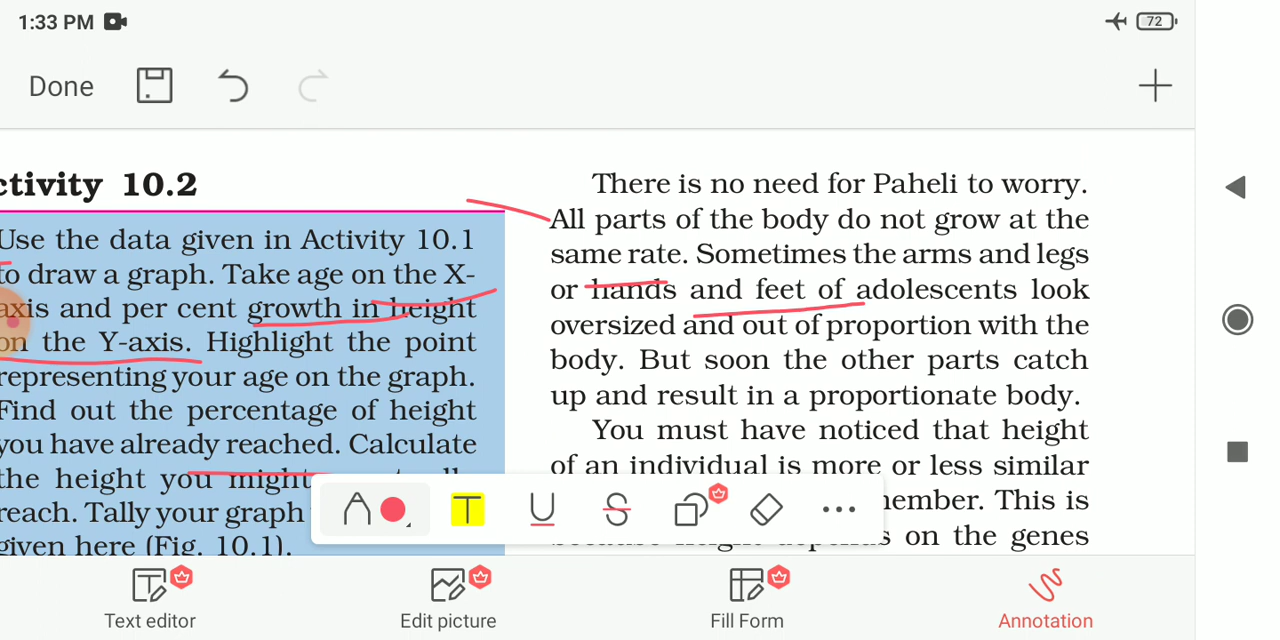 1:33 PM
72
Done
ctivity 10.2
Use the data given in Activity 10.1
to draw a graph. Take age on the X-
axis and per cent growth in height
on the Y-axis. Highlight the point
representing your age on the graph.
Find out the percentage of height
you have already reached. Calculate
the height you might
reach. Tally your graph
given here (Fig. 10.1).
There is no need for Paheli to worry.
All parts of the body do not grow at the
same rate. Sometimes the arms and legs
or hands and feet of adolescents look
oversized and out of proportion with the
body. But soon the other parts catch
up and result in a proportionate body.
You must have noticed that height
of an individual is more or less similar
member. This is
because height depends on the genes
T
U
S
Text editor
Edit picture
Fill Form
Annotation